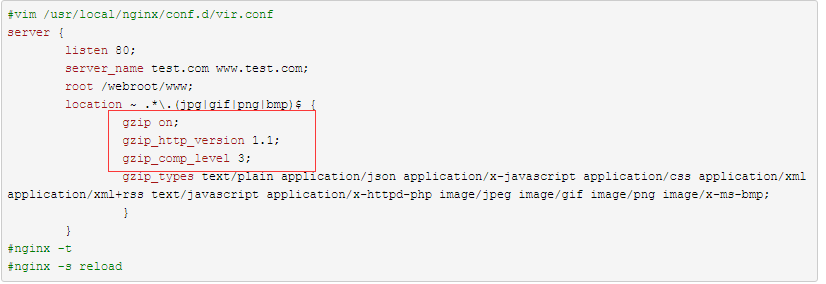 #vim /usr/local/nginx/conf.d/vir.conf
server {
listen 80;
server_name test.com www.test.com;
root /webroot/www;
location ~ .*\.(jpg|gif|png|bmp)$ {
gzip on;
gzip_http_version 1.1;
gzip_comp_level 3;
gzip_types text/plain application/json application/x-javascript application/css application/xml
application/xml+rss text/javascript application/x-httpd-php image/jpeg image/gif image/png image/x-ms-bmp;
}
}
#nginx -t
#nginx -s reload